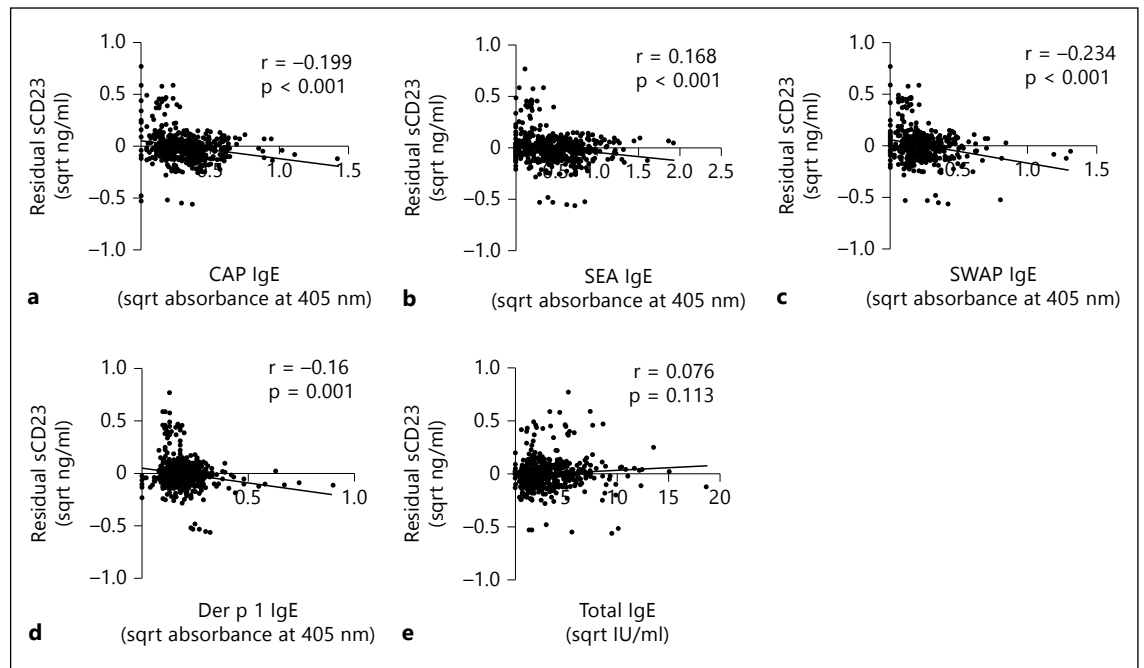 1.0
0.5
0
–0.5
–1.0
Residual sCD23
(sqrt ng/ml)
r = –0.199
p < 0.001
0.5
1.0
1.5
CAP IgE
(sqrt absorbance at 405 nm)
a
1.0
0.5
0
–0.5
–1.0
Residual sCD23
(sqrt ng/ml)
r = 0.168
p < 0.001
0.5
1.0
1.5
2.0
2.5
SEA IgE
(sqrt absorbance at 405 nm)
b
1.0
0.5
0
–0.5
–1.0
Residual sCD23
(sqrt ng/ml)
r = –0.234
p < 0.001
0.5
1.0
1.5
SWAP IgE
(sqrt absorbance at 405 nm)
c
1.0
0.5
0
–0.5
–1.0
Residual sCD23
(sqrt ng/ml)
r = –0.16
p = 0.001
0.5
1.0
Der p 1 IgE
(sqrt absorbance at 405 nm)
d
1.0
0.5
0
–0.5
–1.0
Residual sCD23
(sqrt ng/ml)
r = 0.076
p = 0.113
5
10
15
20
Total IgE
(sqrt IU/ml)
e